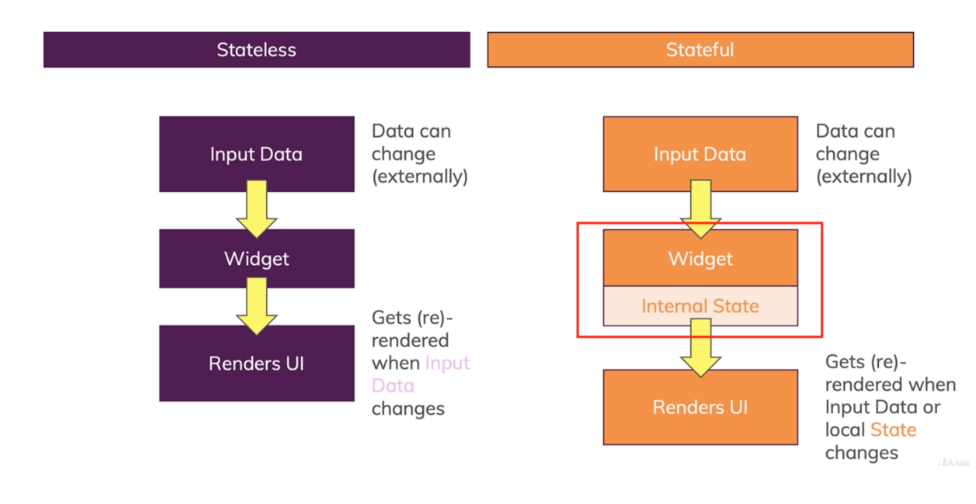 Stateless
Stateful
Input Data
Data can
change
(externally)
Widget
Renders UI
Gets (re)-
rendered
when Input
Data
changes
Input Data
Data can
change
(externally)
Widget
Internal State
Renders UI
Gets (re)-
rendered when
Input Data or
local State
changes